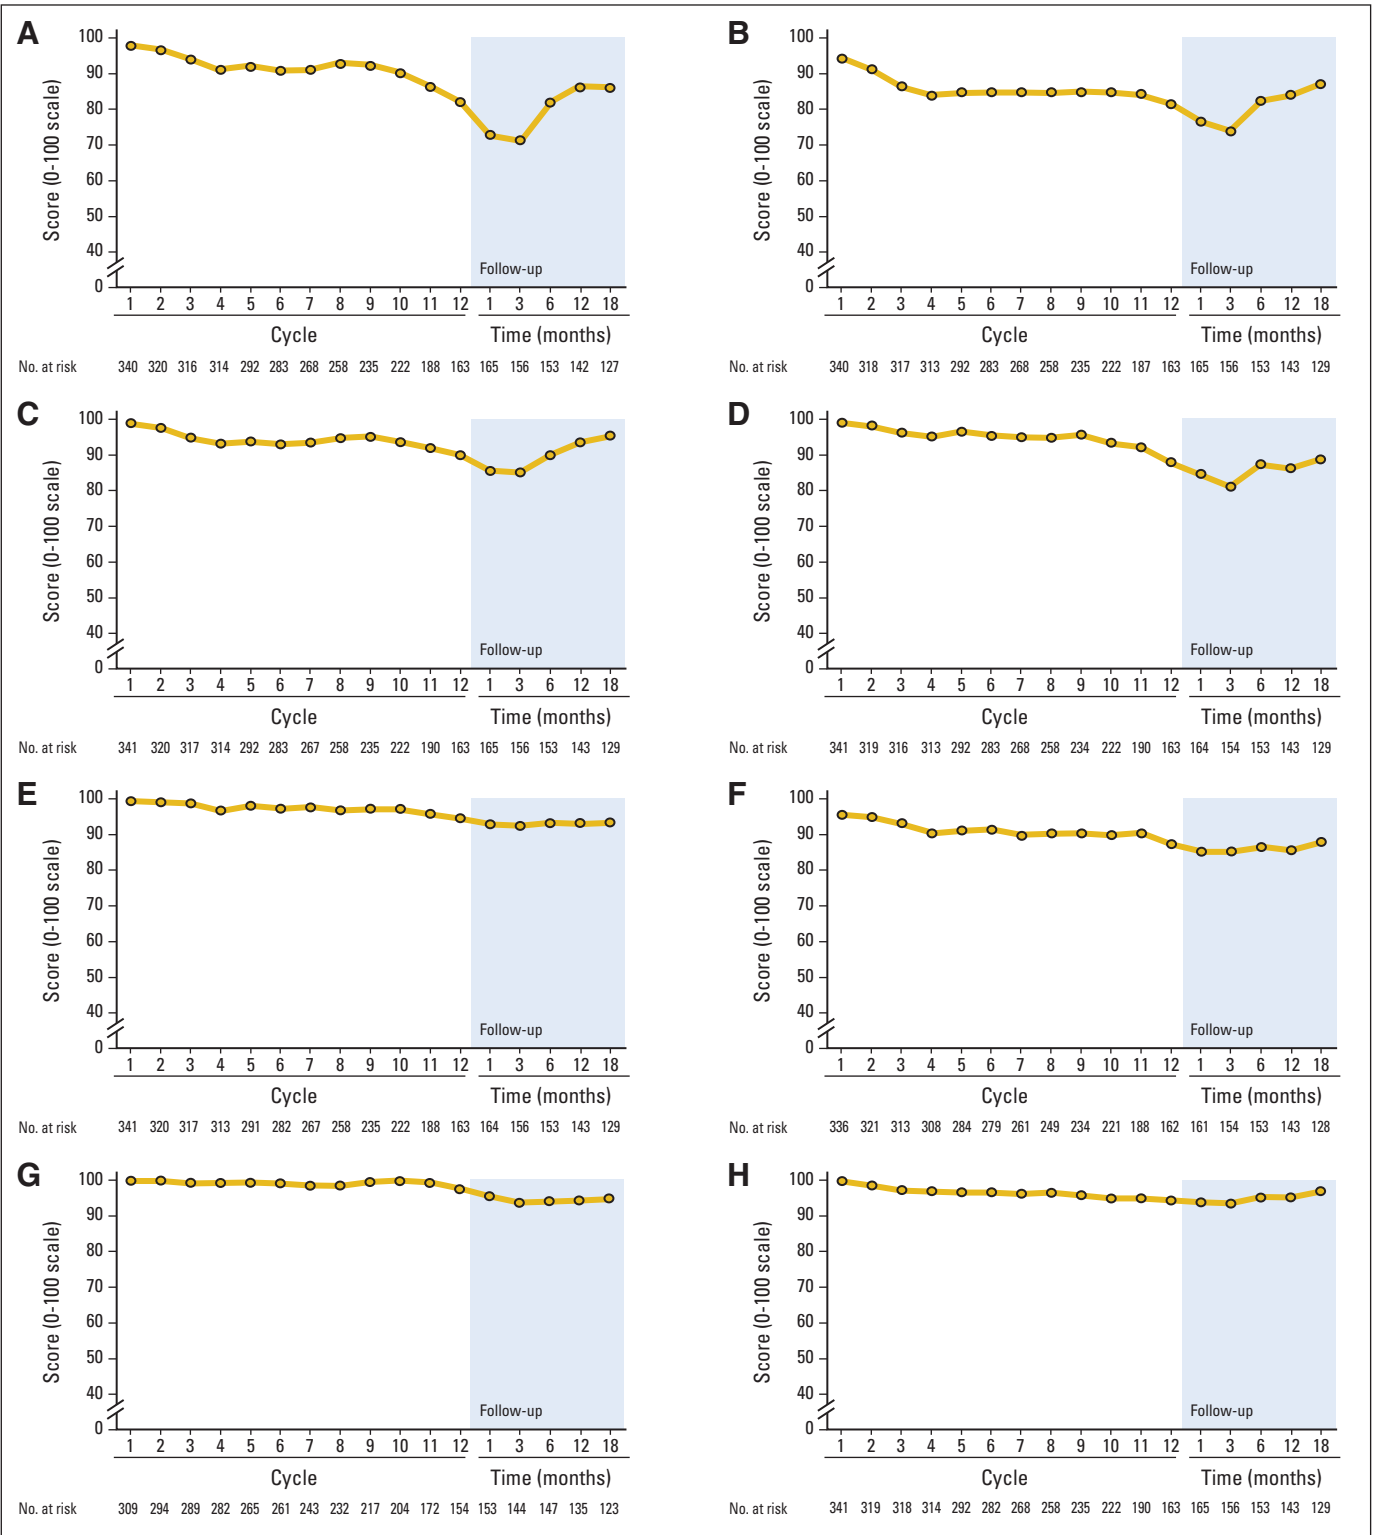 A
Score (0-100 scale)
100
90
80
70
60
50
40
0
Follow-up
1 2 3 4 5 6 7 8 9 10 11 12 1 3 6 12 18
Cycle Time (months)
No. at risk 340 320 316 314 292 283 268 258 235 222 188 163 165 156 153 142 127
B
Score (0-100 scale)
100
90
80
70
60
50
40
0
Follow-up
1 2 3 4 5 6 7 8 9 10 11 12 1 3 6 12 18
Cycle Time (months)
No. at risk 340 318 317 313 292 283 268 258 235 222 187 163 165 156 153 143 129
C
Score (0-100 scale)
100
90
80
70
60
50
40
0
Follow-up
1 2 3 4 5 6 7 8 9 10 11 12 1 3 6 12 18
Cycle Time (months)
No. at risk 341 320 317 314 292 283 267 258 235 222 190 163 165 156 153 143 129
D
Score (0-100 scale)
100
90
80
70
60
50
40
0
Follow-up
1 2 3 4 5 6 7 8 9 10 11 12 1 3 6 12 18
Cycle Time (months)
No. at risk 341 319 316 313 292 283 268 258 234 222 190 163 164 154 153 143 129
E
Score (0-100 scale)
100
90
80
70
60
50
40
0
Follow-up
1 2 3 4 5 6 7 8 9 10 11 12 1 3 6 12 18
Cycle Time (months)
No. at risk 341 320 317 313 291 282 267 258 235 222 188 163 164 156 153 143 129
F
Score (0-100 scale)
100
90
80
70
60
50
40
0
Follow-up
1 2 3 4 5 6 7 8 9 10 11 12 1 3 6 12 18
Cycle Time (months)
No. at risk 336 321 313 308 284 279 261 249 234 221 188 162 161 154 153 143 128
G
Score (0-100 scale)
100
90
80
70
60
50
40
0
Follow-up
1 2 3 4 5 6 7 8 9 10 11 12 1 3 6 12 18
Cycle Time (months)
No. at risk 309 294 289 282 265 261 243 232 217 204 172 154 153 144 147 135 123
H
Score (0-100 scale)
100
90
80
70
60
50
40
0
Follow-up
1 2 3 4 5 6 7 8 9 10 11 12 1 3 6 12 18
Cycle Time (months)
No. at risk 341 319 318 314 292 282 268 258 235 222 190 163 165 156 153 143 129